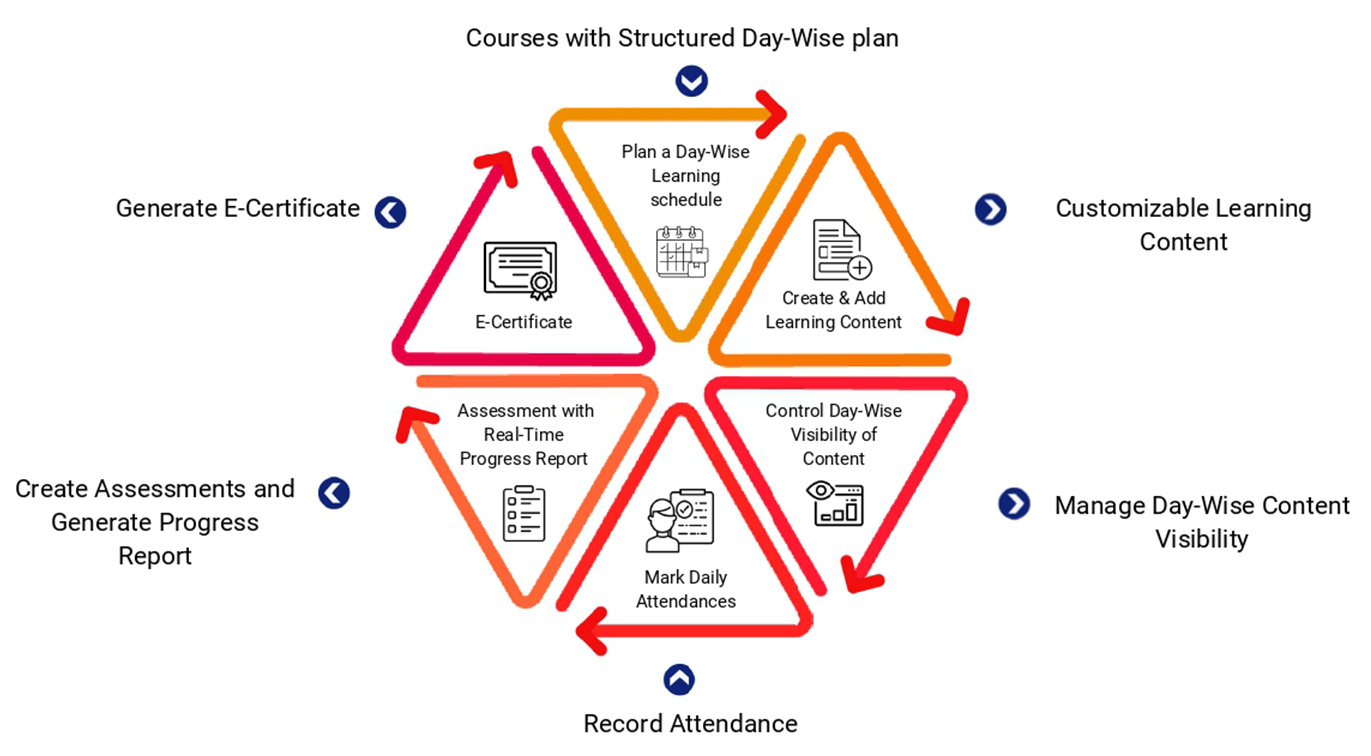 Courses with Structured Day-Wise plan
Plan a Day-Wise
Learning
schedule
Generate E-Certificate
Customizable Learning
Content
E-Certificate
Create & Add
Learning Content
Assessment with
Real-Time
Progress Report
Control Day-Wise
Visibility of
Content
Create Assessments and
Generate Progress
Report
Manage Day-Wise Content
Visibility
Mark Daily
Attendances
Record Attendance